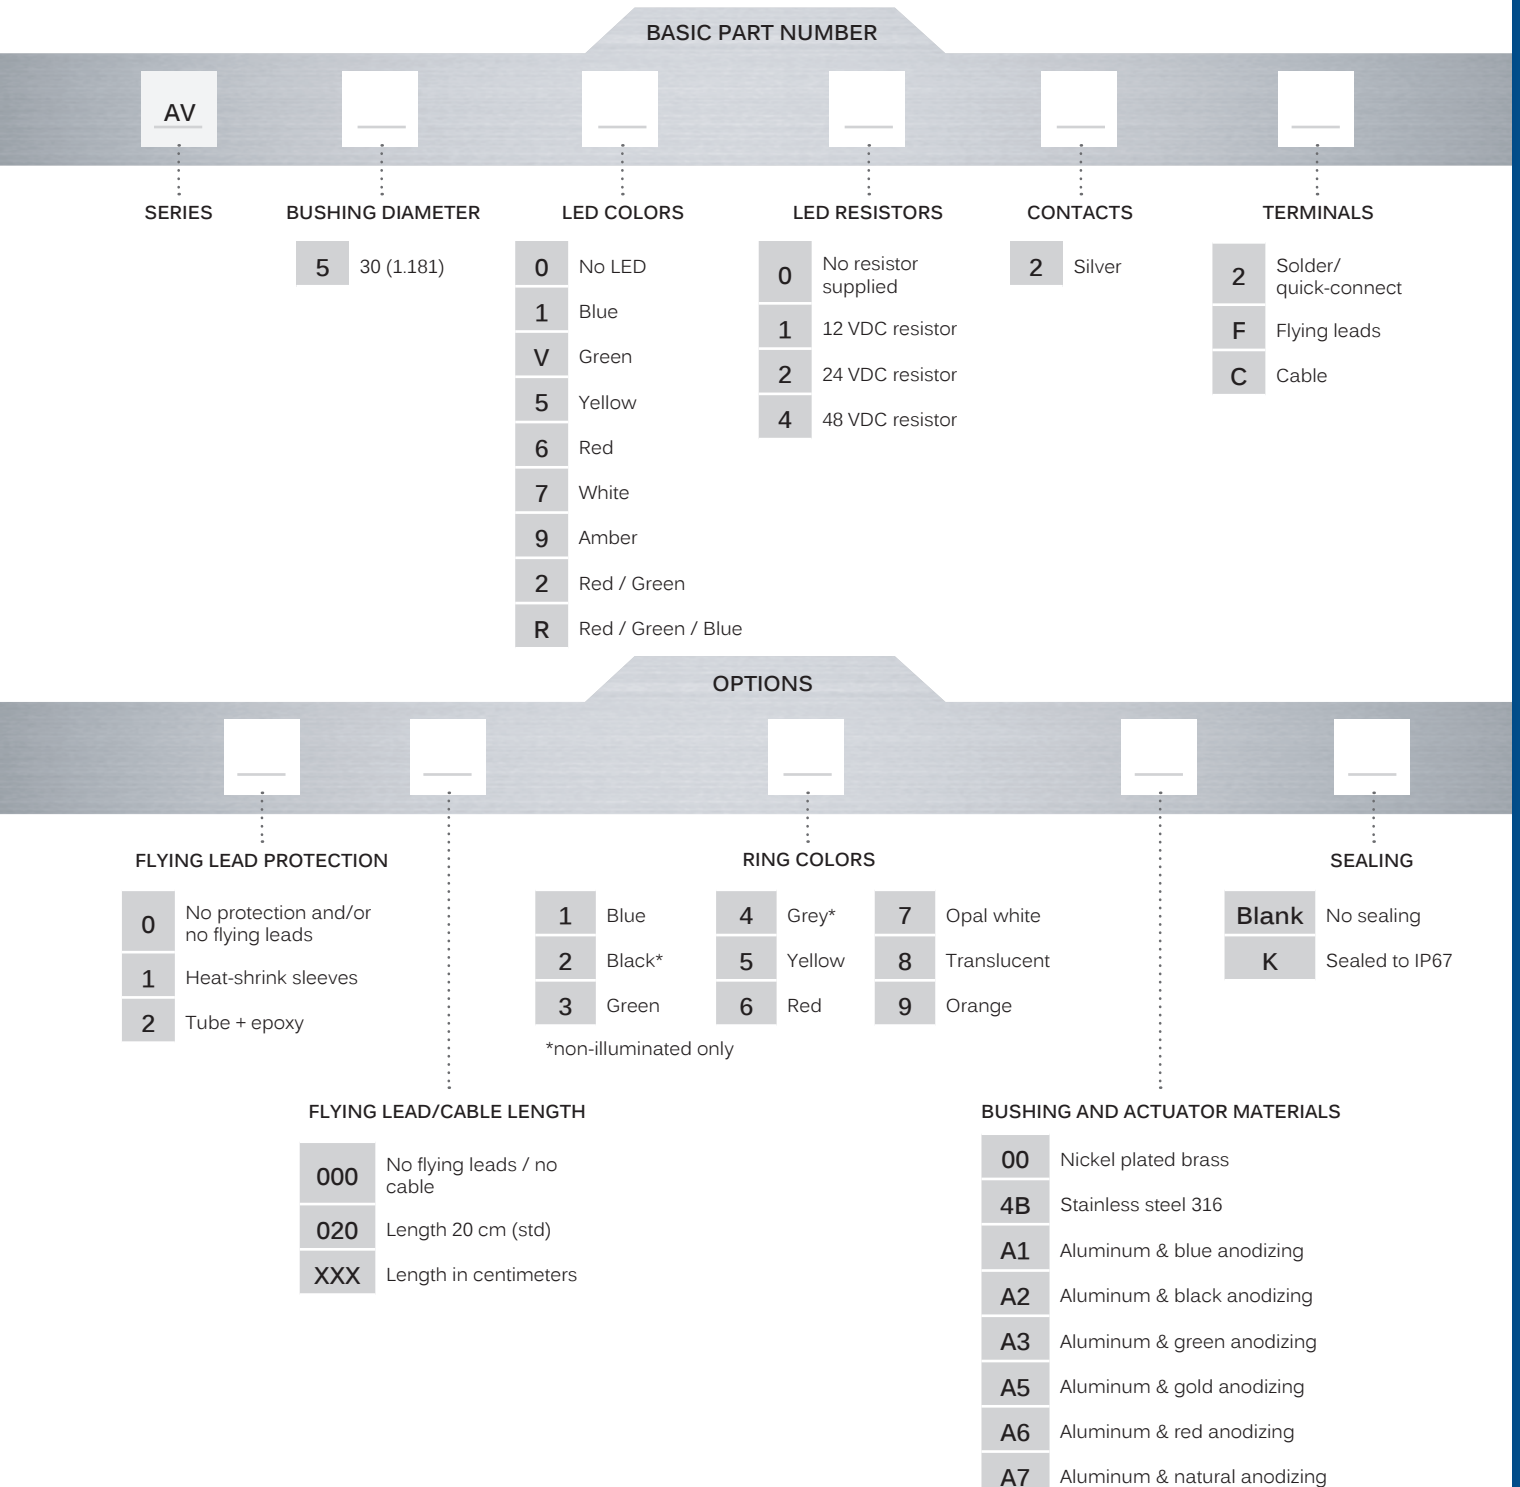 BASIC PART NUMBER
AV
SERIES
BUSHING DIAMETER
5 30 (1.181)
LED COLORS
0 No LED
1 Blue
V Green
5 Yellow
6 Red
7 White
9 Amber
2 Red / Green
R Red / Green / Blue
LED RESISTORS
0 No resistor
supplied
1 12 VDC resistor
2 24 VDC resistor
4 48 VDC resistor
CONTACTS
2 Silver
TERMINALS
2 Solder/
quick-connect
F Flying leads
C Cable
OPTIONS
FLYING LEAD PROTECTION
0 No protection and/or
no flying leads
1 Heat-shrink sleeves
2 Tube + epoxy
FLYING LEAD/CABLE LENGTH
000 No flying leads / no
cable
020 Length 20 cm (std)
XXX Length in centimeters
RING COLORS
1 Blue
2 Black*
3 Green
4 Grey*
5 Yellow
6 Red
7 Opal white
8 Translucent
9 Orange
*non-illuminated only
BUSHING AND ACTUATOR MATERIALS
00 Nickel plated brass
4B Stainless steel 316
A1 Aluminum & blue anodizing
A2 Aluminum & black anodizing
A3 Aluminum & green anodizing
A5 Aluminum & gold anodizing
A6 Aluminum & red anodizing
A7 Aluminum & natural anodizing
SEALING
Blank No sealing
K Sealed to IP67